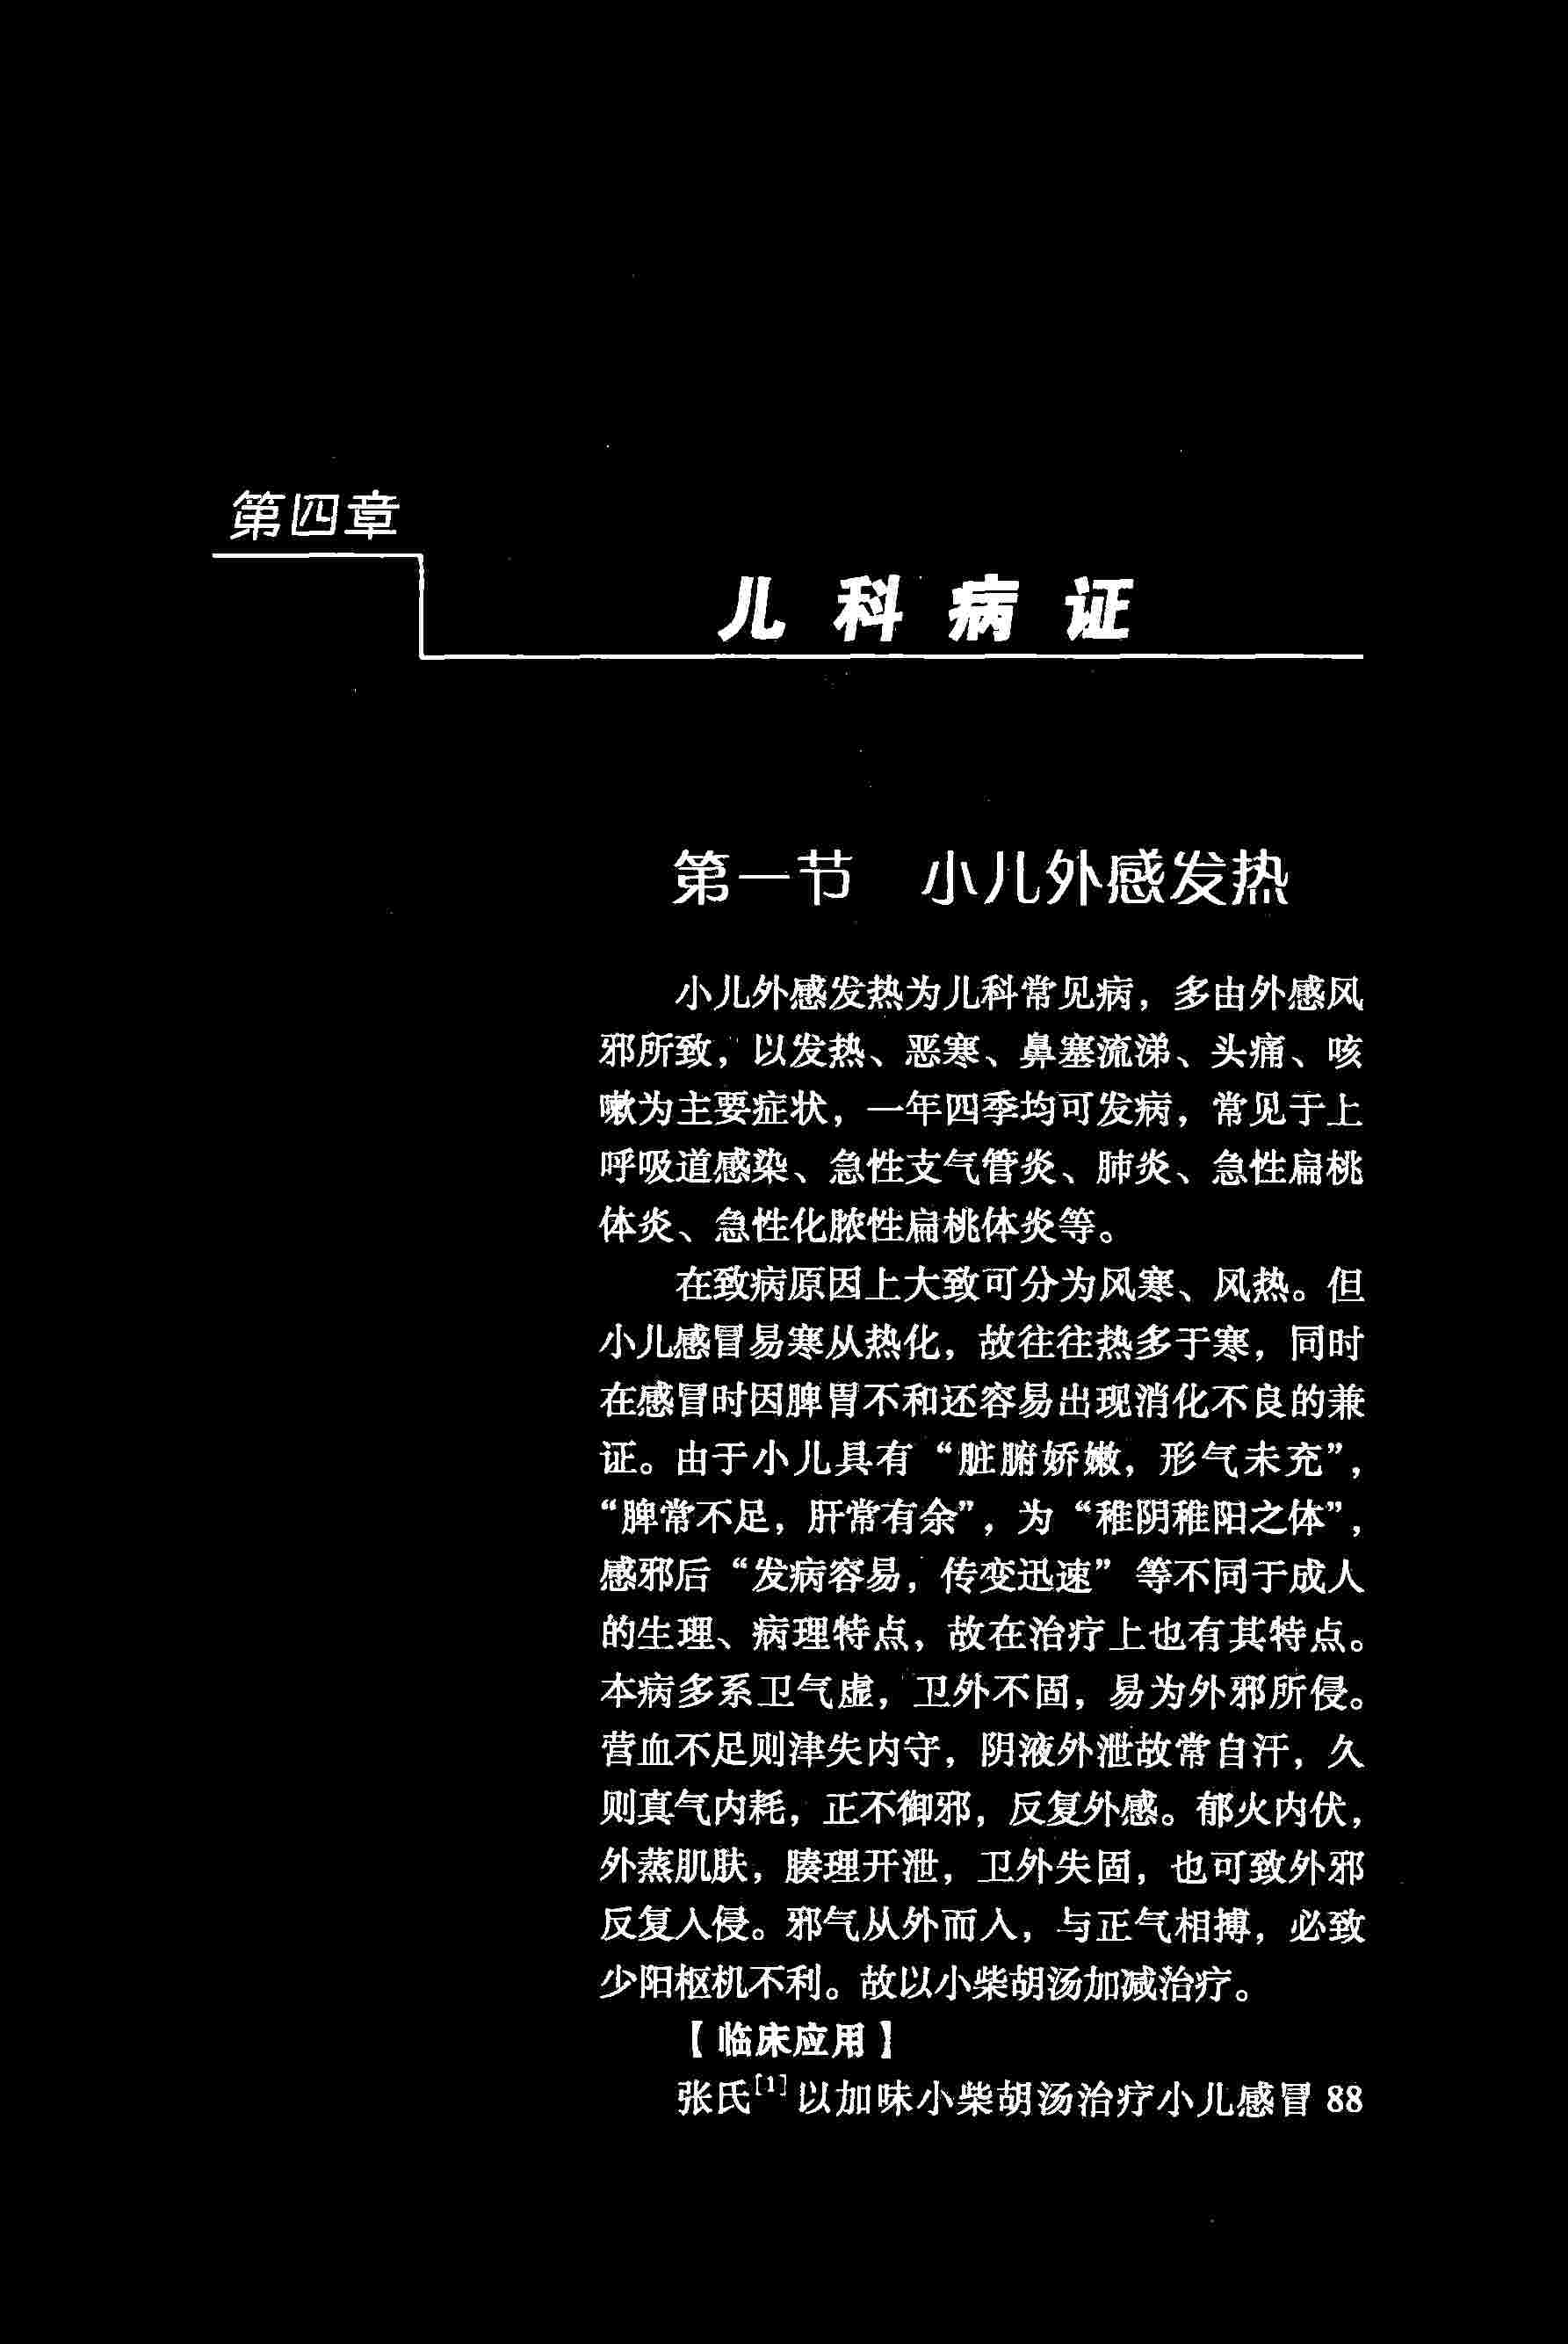 第四章
儿科病证
第一节 小儿外感发热
小儿外感发热为儿科常见病，多由外感风
邪所致，以发热、恶寒、鼻塞流涕、头痛、咳
嗽为主要症状，一年四季均可发病，常见于上
呼吸道感染、急性支气管炎、肺炎、急性扁桃
体炎、急性化脓性扁桃体炎等。
在致病原因上大致可分为风寒、风热。但
小儿感冒易寒从热化，故往往热多于寒，同时
在感冒时因脾胃不和还容易出现消化不良的兼
证。由于小儿具有“脏腑娇嫩，形气未充”，
“脾常不足，肝常有余”，为“稚阴稚阳之体”，
感邪后“发病容易，传变迅速”等不同于成人
的生理、病理特点，故在治疗上也有其特点。
本病多系卫气虚，卫外不固，易为外邪所侵。
营血不足则津失内守，阴液外泄故常自汗，久
则真气内耗，正不御邪，反复外感。郁火内伏，
外蒸肌肤，腠理开泄，卫外失固，也可致外邪
反复入侵。邪气从外而入，与正气相搏，必致
少阳枢机不利。故以小柴胡汤加减治疗。
【临床应用】
张氏[1]以加味小柴胡汤治疗小儿感冒 88